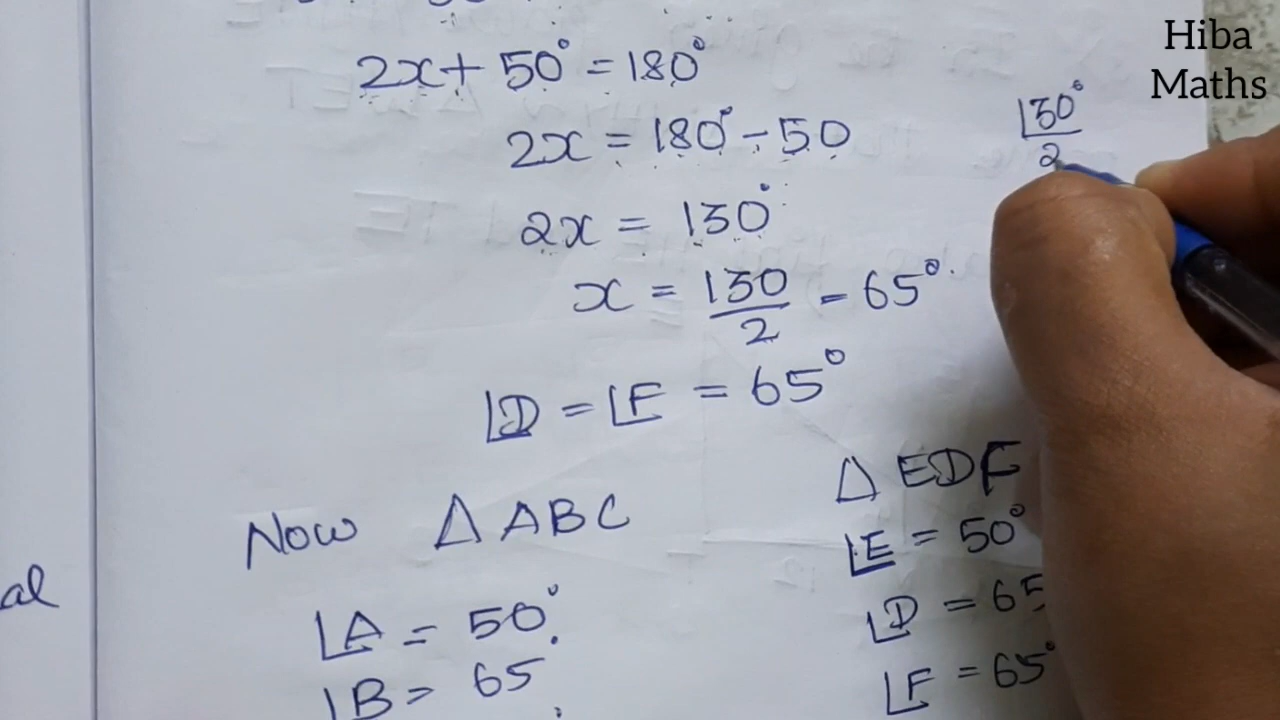 Hiba
Maths
2x + 50° = 180°
2x = 180° - 50
2x = 130°
x = 130/2 = 65°
∠D = ∠F = 65°
130°/2
Now △ ABC
∠A = 50°
∠B = 65
△ EDF
∠E = 50°
∠D = 65
∠F = 65°
al